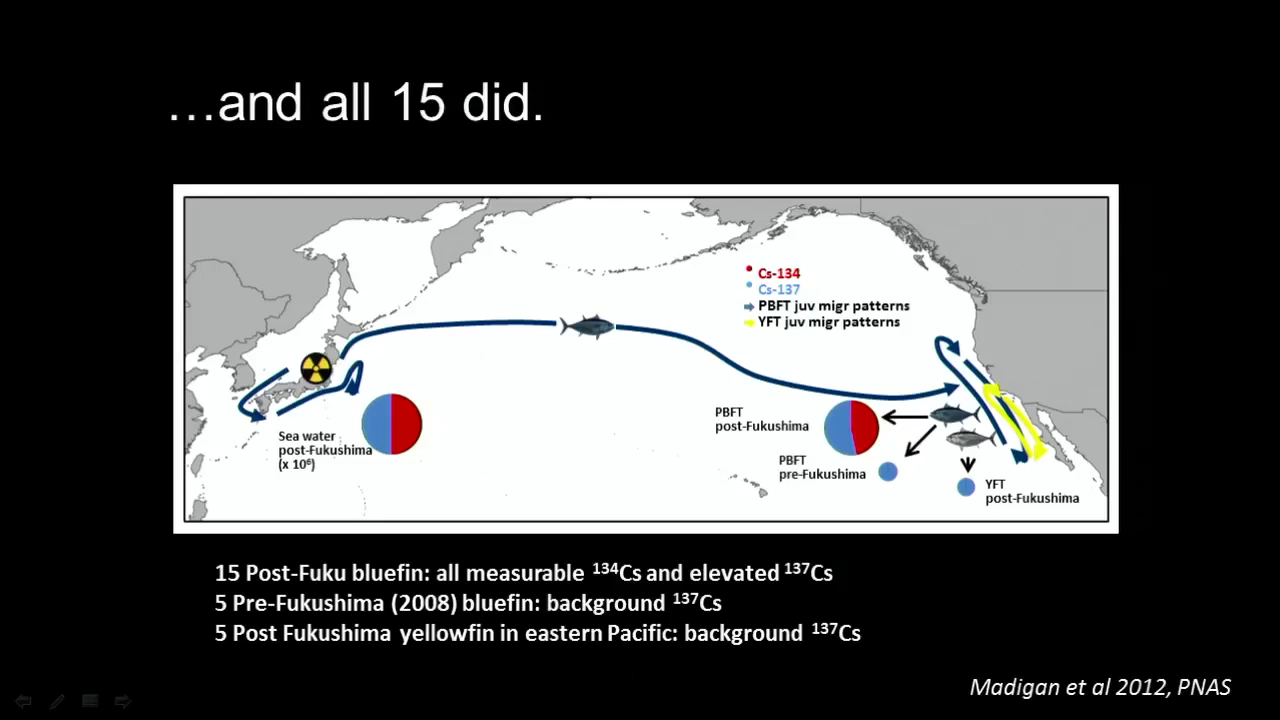 …and all 15 did.
Cs-134
Cs-137
PBFT juv migr patterns
YFT juv migr patterns
Sea water
post-Fukushima
(x 10⁶)
PBFT
post-Fukushima
PBFT
pre-Fukushima
YFT
post-Fukushima
15 Post-Fuku bluefin: all measurable ¹³⁴Cs and elevated ¹³⁷Cs
5 Pre-Fukushima (2008) bluefin: background ¹³⁷Cs
5 Post Fukushima yellowfin in eastern Pacific: background ¹³⁷Cs
Madigan et al 2012, PNAS